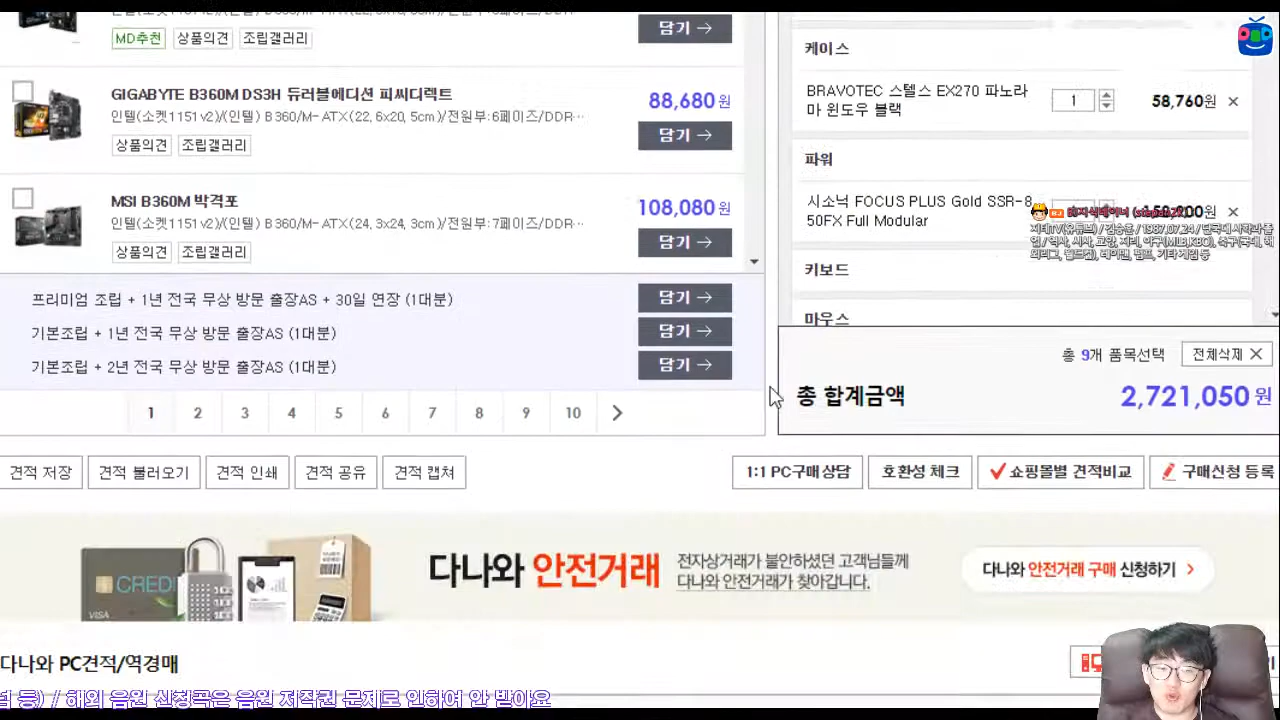 MD추천 상품의견 조립갤러리
담기 →
GIGABYTE B360M DS3H 듀러블에디션 피씨디렉트
인텔(소켓1151v2)/(인텔) B360/M-ATX(22, 6x20, 5cm)/전원부:6페이즈/DDR…
상품의견 조립갤러리
88,680원
담기 →
MSI B360M 박격포
인텔(소켓1151v2)/(인텔) B360/M-ATX(24, 3x24, 3cm)/전원부:7페이즈/DDR…
상품의견 조립갤러리
108,080원
담기 →
프리미엄 조립 + 1년 전국 무상 방문 출장AS + 30일 연장 (1대분)
담기 →
기본조립 + 1년 전국 무상 방문 출장AS (1대분)
담기 →
기본조립 + 2년 전국 무상 방문 출장AS (1대분)
담기 →
1 2 3 4 5 6 7 8 9 10
케이스
BRAVOTEC 스텔스 EX270 파노라
마 윈도우 블랙
1
58,760원 ×
파워
시소닉 FOCUS PLUS Gold SSR-8
50FX Full Modular
키보드
마우스
총 9개 품목선택 전체삭제 ×
총 합계금액 2,721,050원
견적 저장 견적 불러오기 견적 인쇄 견적 공유 견적 캡쳐
1:1 PC구매상담 호환성 체크 쇼핑몰별 견적비교 구매신청 등록
CREDI
VISA
다나와 안전거래
전자상거래가 불안하셨던 고객님들께
다나와 안전거래가 찾아갑니다.
다나와 안전거래 구매 신청하기 >
다나와 PC견적/역경매
등) / 해외 음원 신청곡은 음원 저작권 문제로 인하여 안 받아요